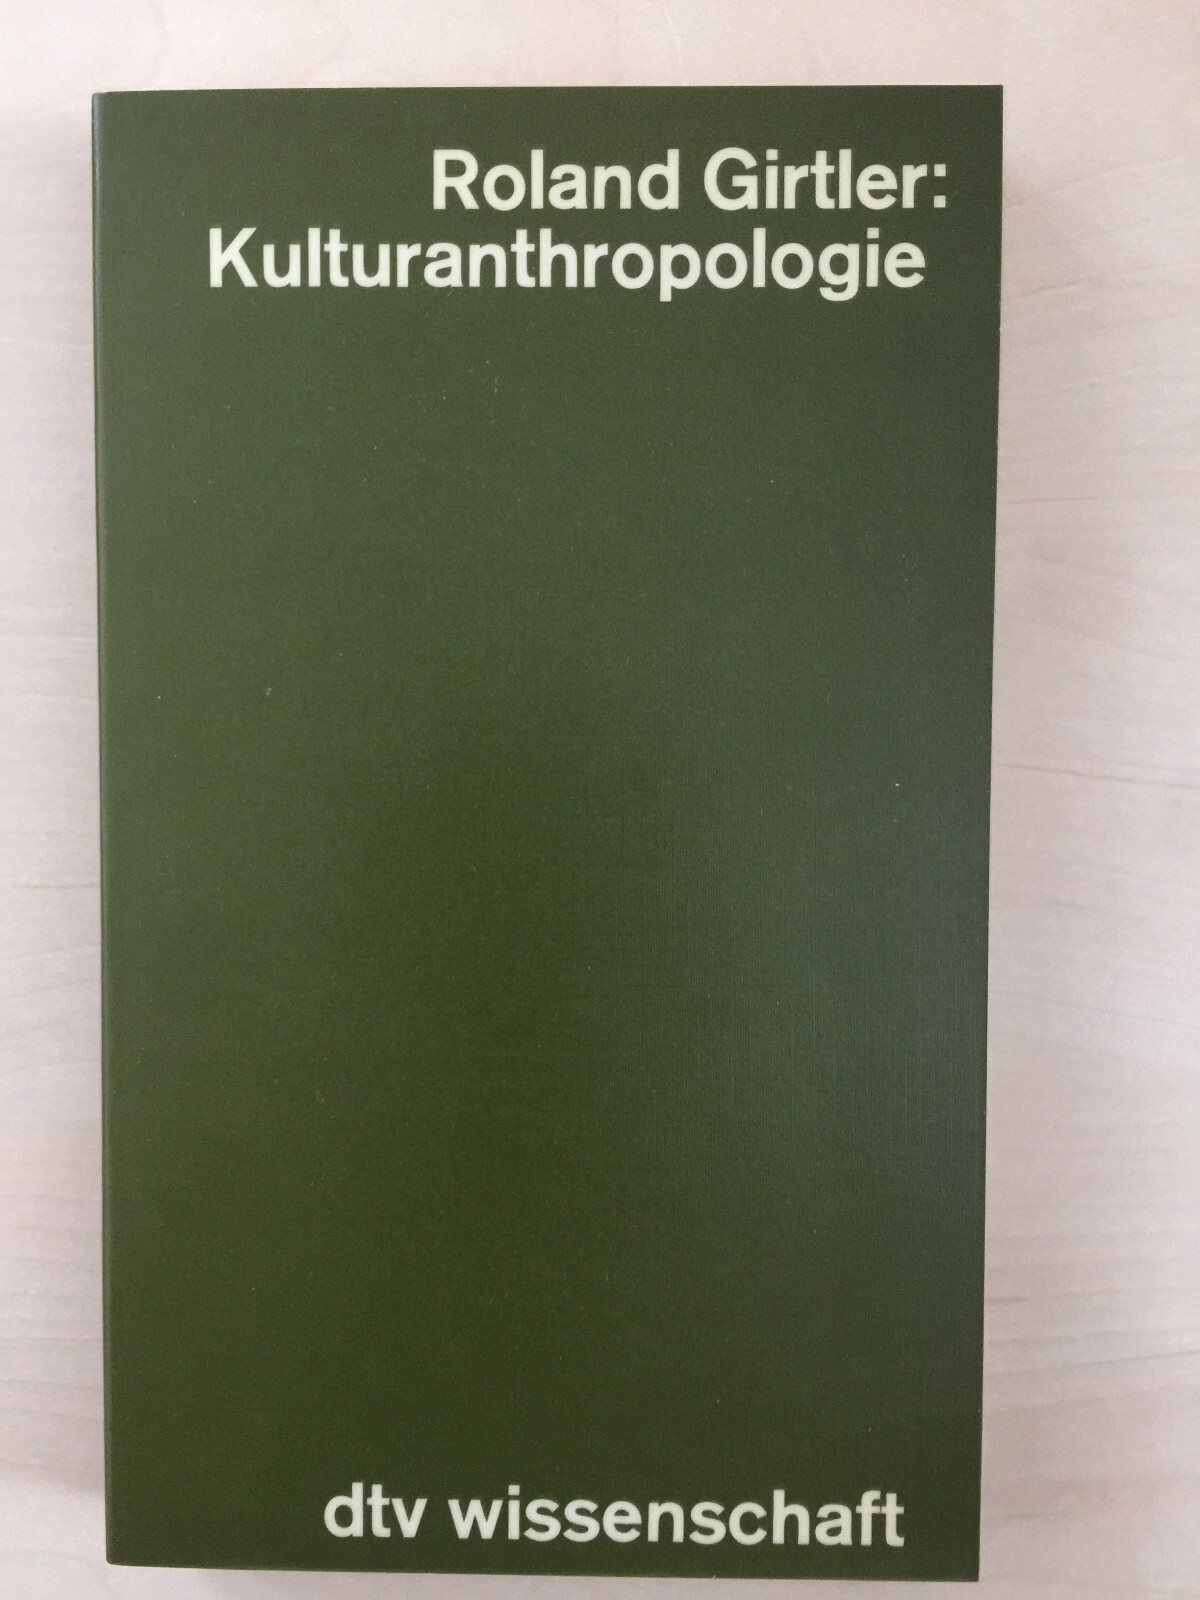 Roland Girtler:
Kulturanthropologie
dtv wissenschaft